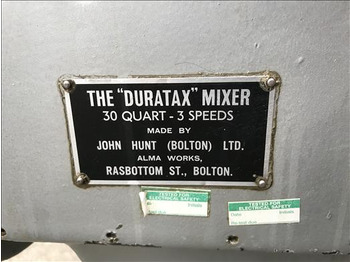 THE "DURATAX" MIXER
30 QUART - 3 SPEEDS
MADE BY
JOHN HUNT (BOLTON) LTD.
ALMA WORKS,
RASBOTTOM ST., BOLTON.
TESTED FOR
ELECTRICAL SAFETY
TESTED FOR
ELECTRICAL SAFETY